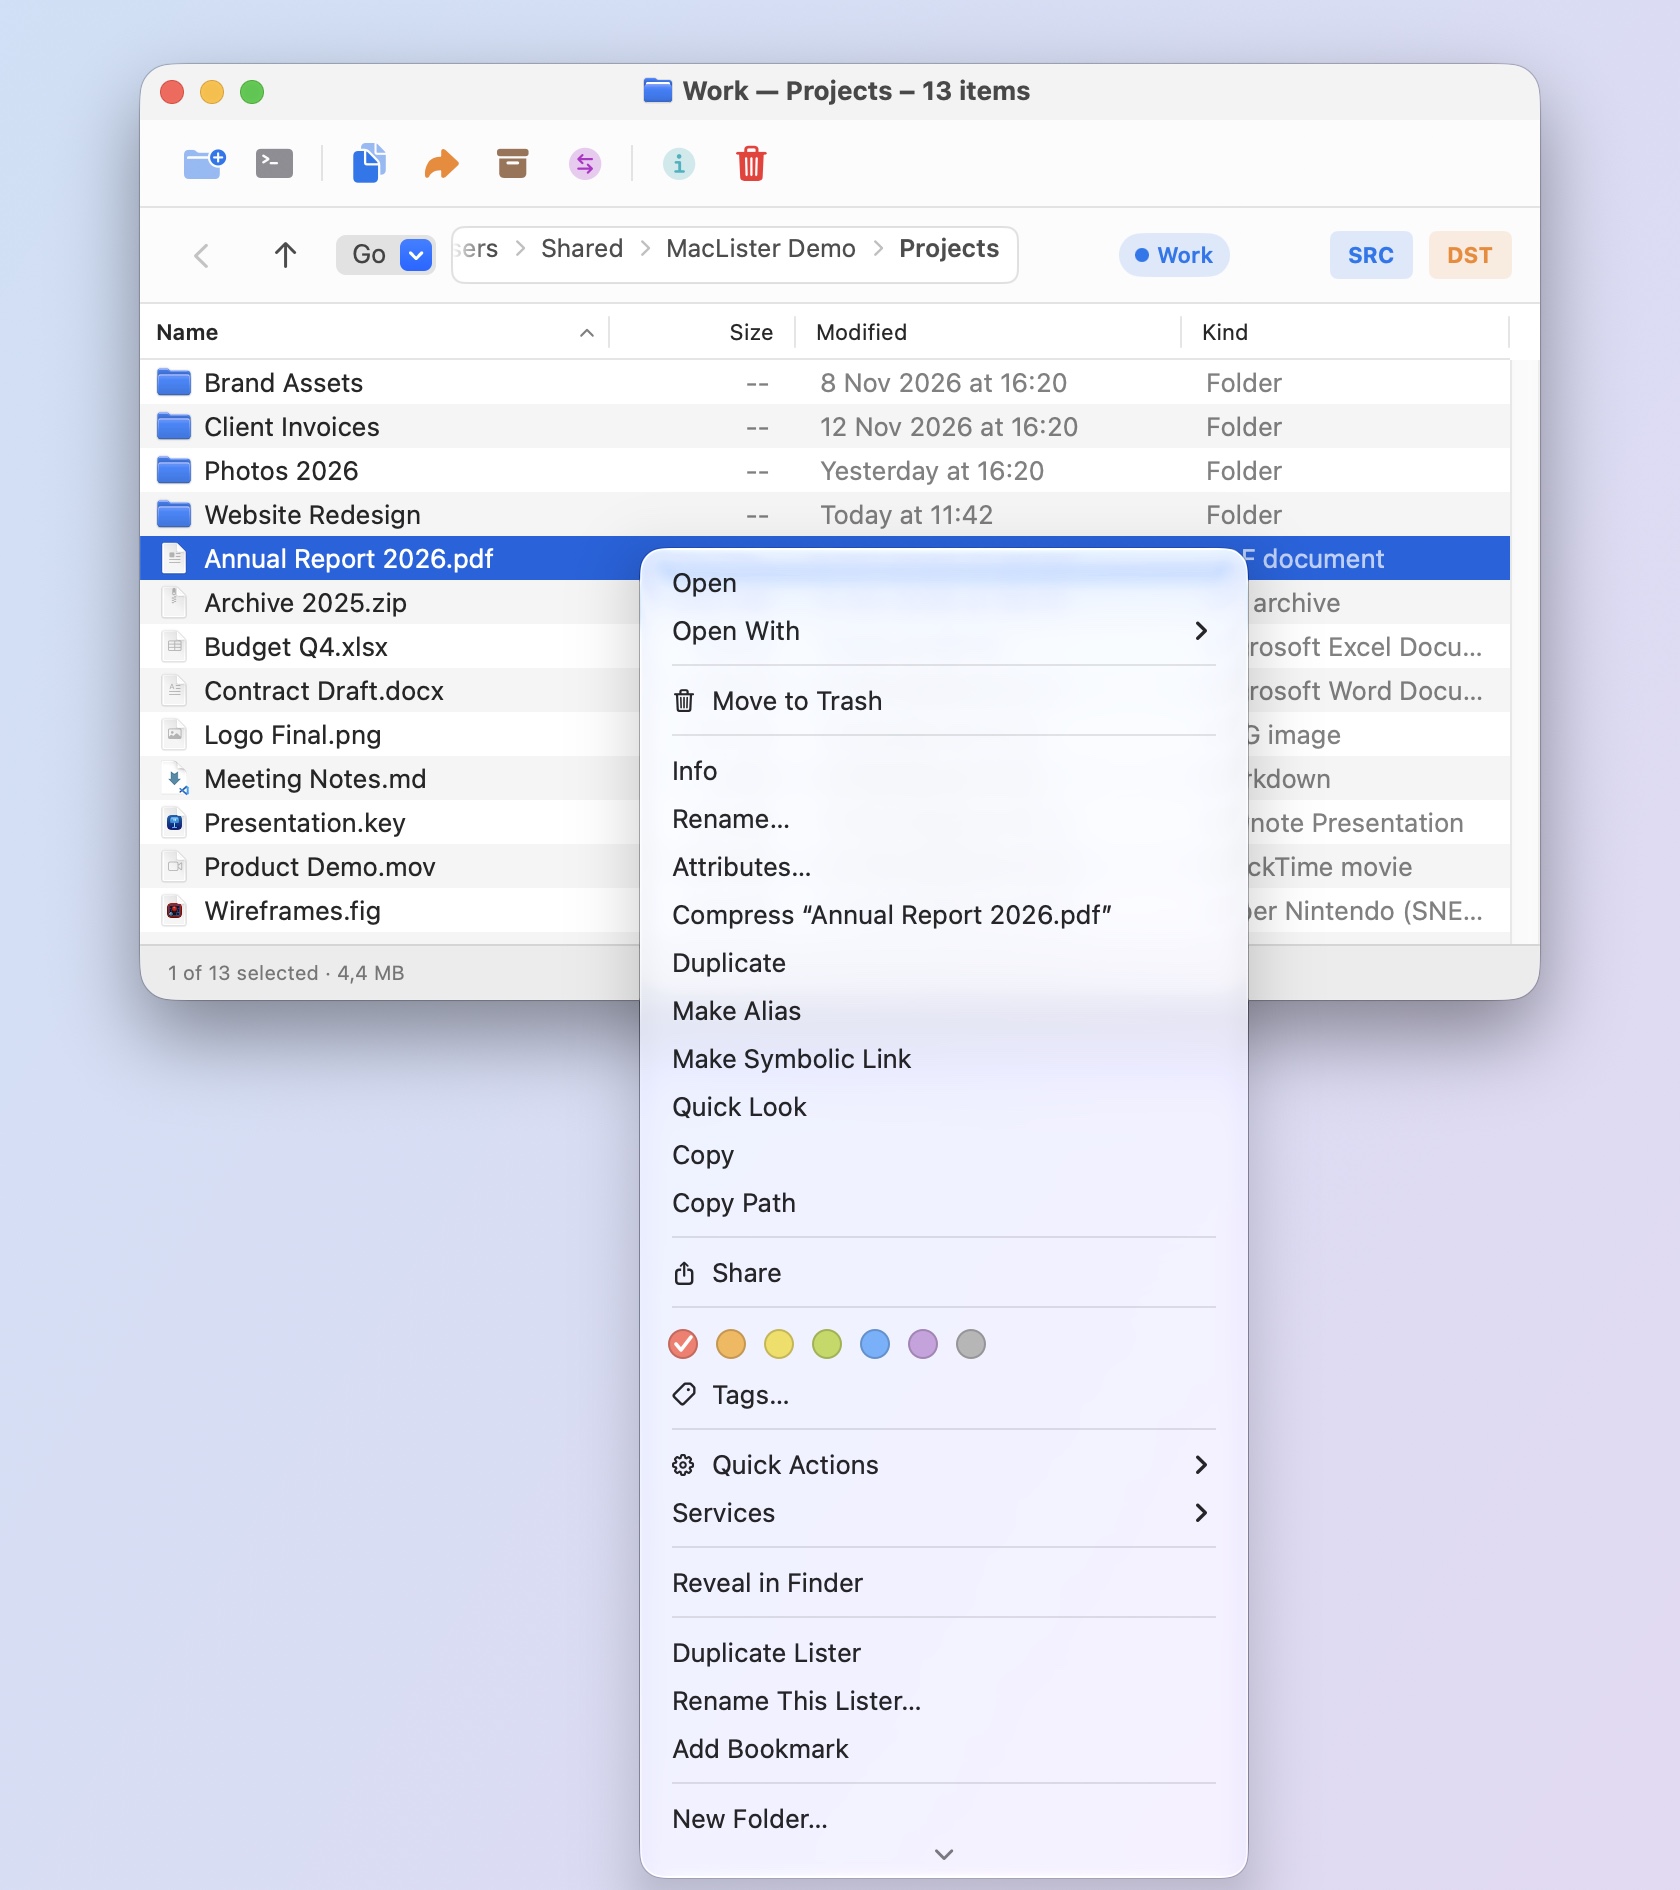 Work — Projects – 13 items
Go
Shared > MacLister Demo > Projects
Work
SRC
DST
Name Size Modified Kind
Brand Assets -- 8 Nov 2026 at 16:20 Folder
Client Invoices -- 12 Nov 2026 at 16:20 Folder
Photos 2026 -- Yesterday at 16:20 Folder
Website Redesign -- Today at 11:42 Folder
Annual Report 2026.pdf document
Archive 2025.zip archive
Budget Q4.xlsx rosoft Excel Docu...
Contract Draft.docx rosoft Word Docu...
Logo Final.png G image
Meeting Notes.md kdown
Presentation.key note Presentation
Product Demo.mov ckTime movie
Wireframes.fig er Nintendo (SNE...
1 of 13 selected · 4,4 MB
Open
Open With
Move to Trash
Info
Rename...
Attributes...
Compress “Annual Report 2026.pdf”
Duplicate
Make Alias
Make Symbolic Link
Quick Look
Copy
Copy Path
Share
Tags...
Quick Actions
Services
Reveal in Finder
Duplicate Lister
Rename This Lister...
Add Bookmark
New Folder...